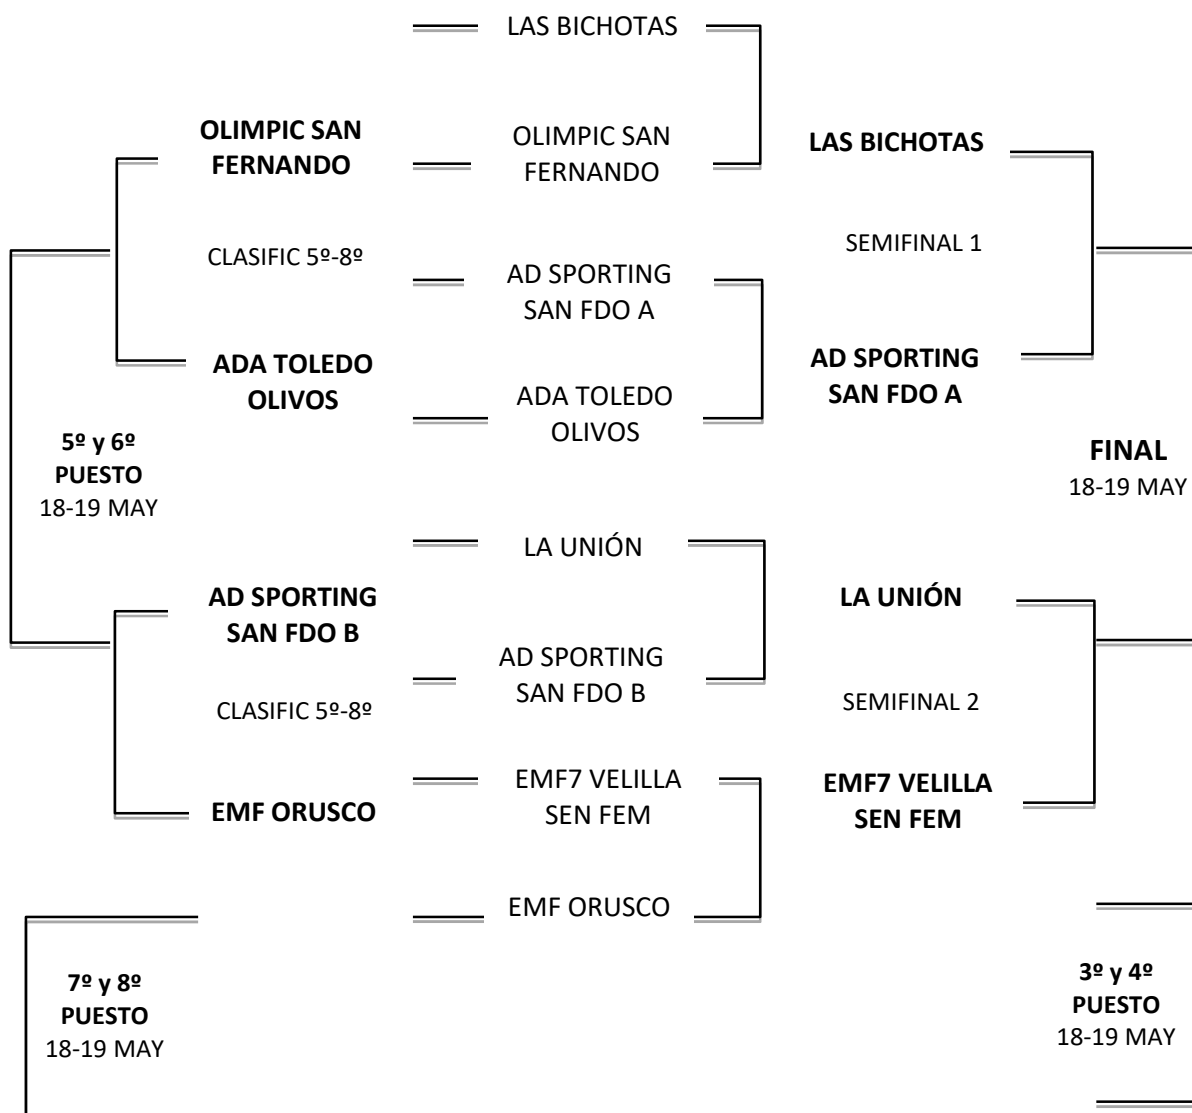 LAS BICHOTAS
OLIMPIC SAN
FERNANDO
OLIMPIC SAN
FERNANDO
LAS BICHOTAS
CLASIFIC 5º-8º
AD SPORTING
SAN FDO A
SEMIFINAL 1
ADA TOLEDO
OLIVOS
ADA TOLEDO
OLIVOS
AD SPORTING
SAN FDO A
5º y 6º
PUESTO
18-19 MAY
FINAL
18-19 MAY
LA UNIÓN
AD SPORTING
SAN FDO B
LA UNIÓN
AD SPORTING
SAN FDO B
CLASIFIC 5º-8º
SEMIFINAL 2
EMF ORUSCO
EMF7 VELILLA
SEN FEM
EMF7 VELILLA
SEN FEM
EMF ORUSCO
7º y 8º
PUESTO
18-19 MAY
3º y 4º
PUESTO
18-19 MAY